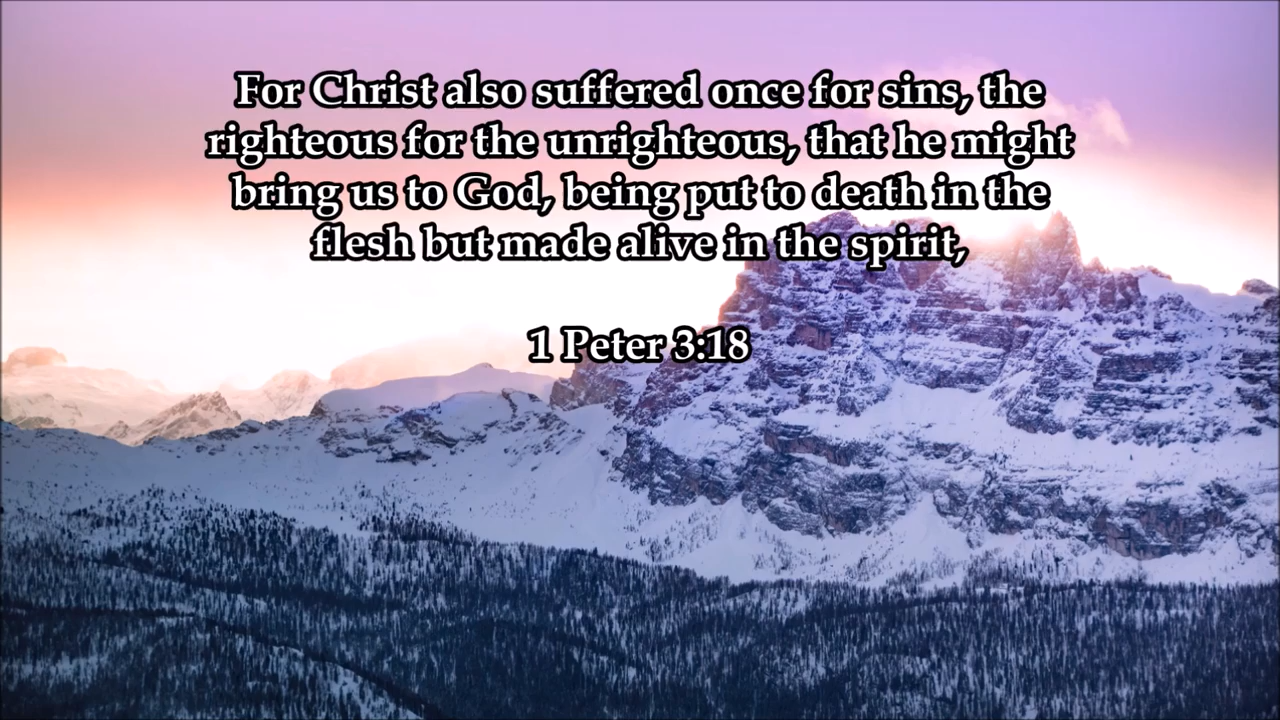 For Christ also suffered once for sins, the
righteous for the unrighteous, that he might
bring us to God, being put to death in the
flesh but made alive in the spirit,
1 Peter 3:18